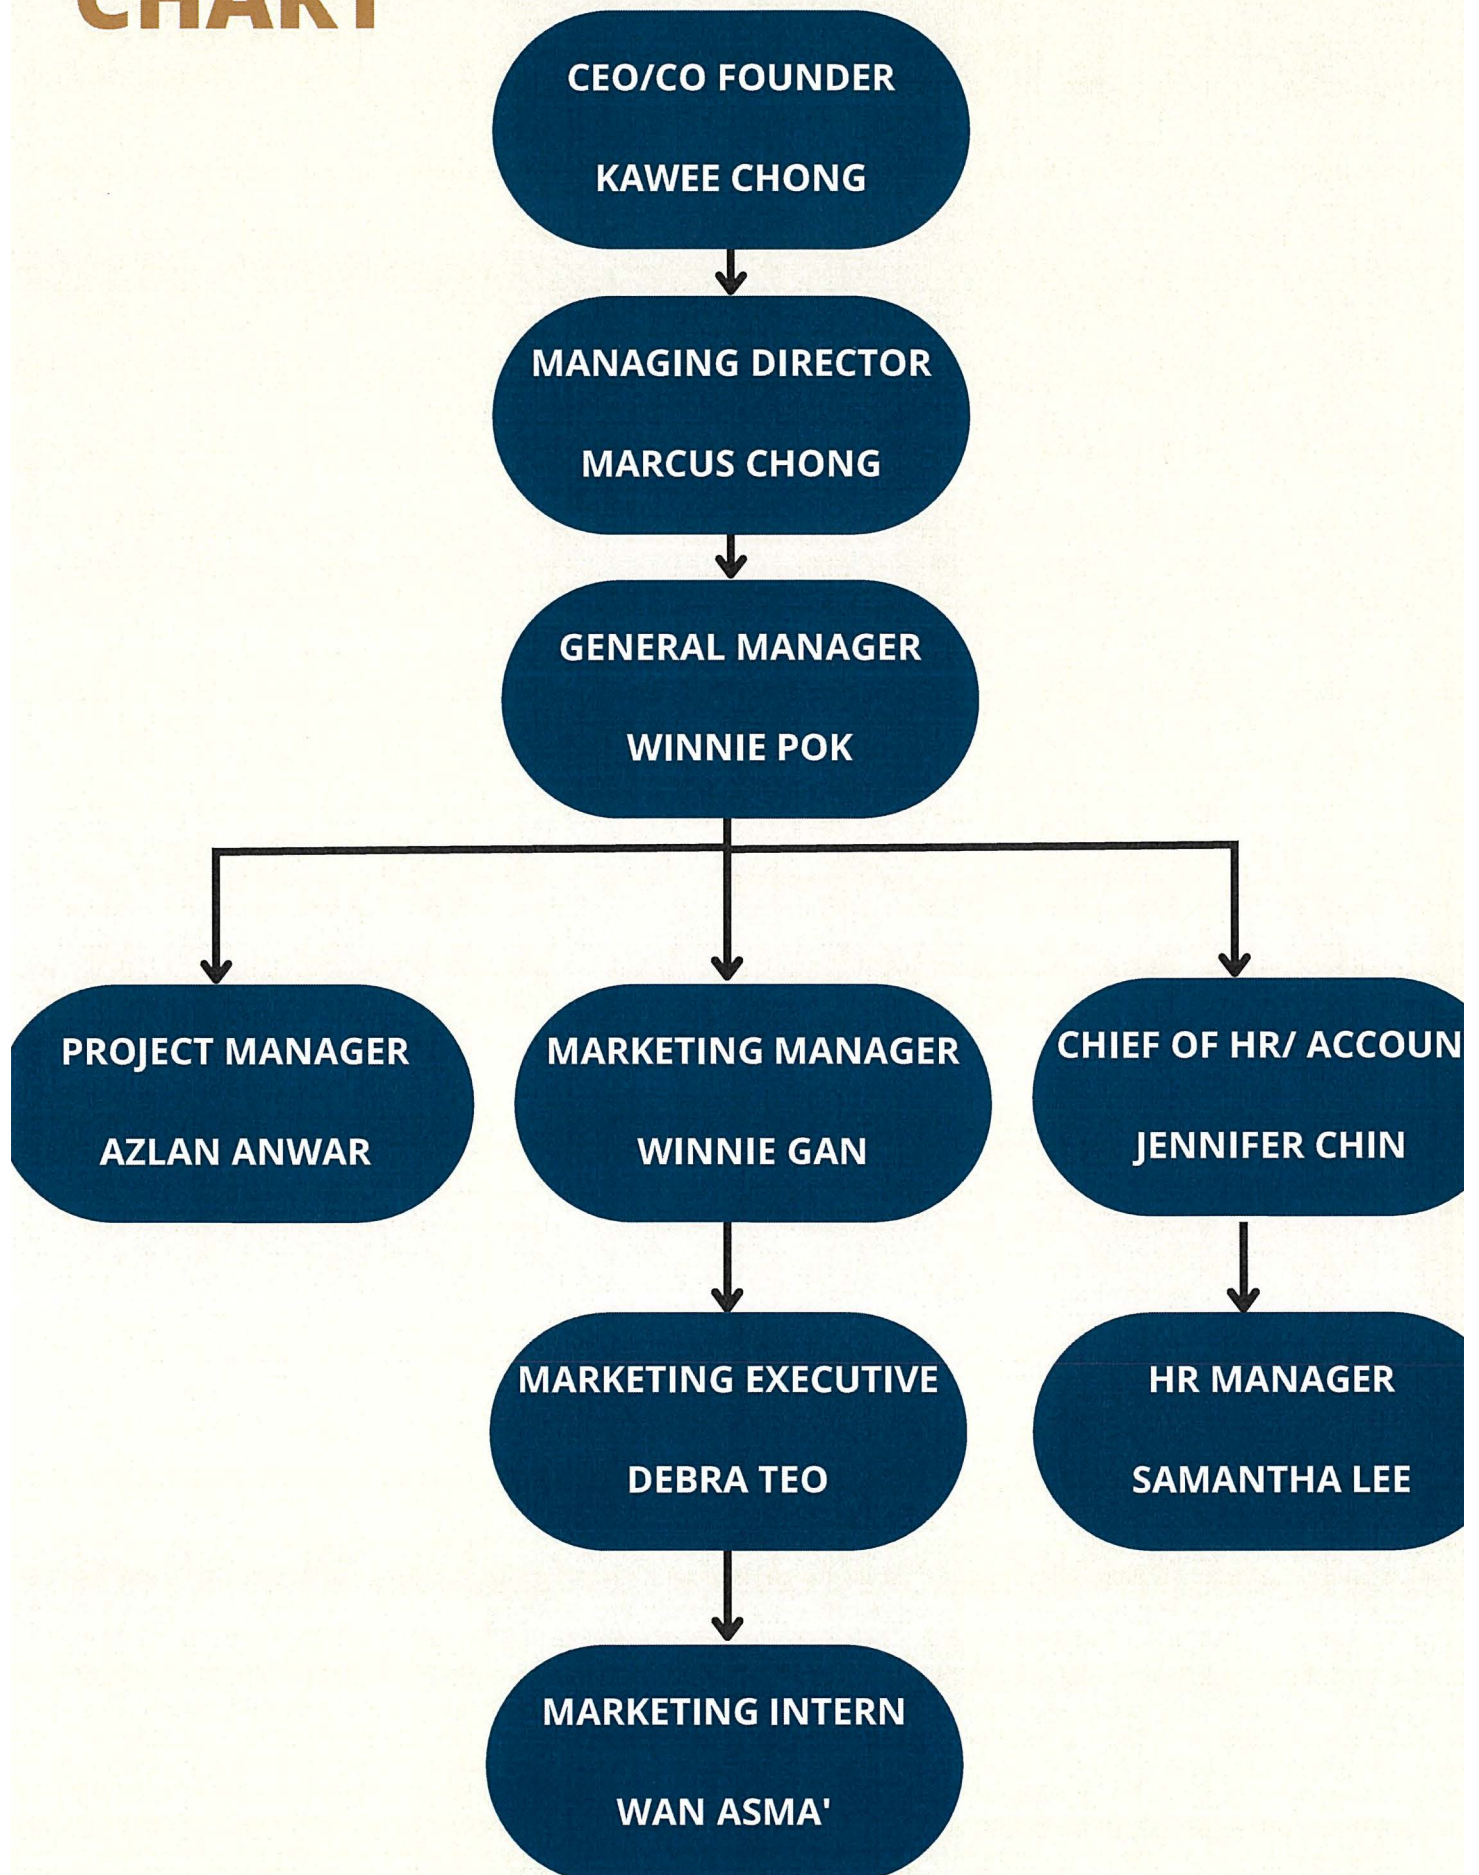 CHART
CEO/CO FOUNDER
KAWEE CHONG
MANAGING DIRECTOR
MARCUS CHONG
GENERAL MANAGER
WINNIE POK
PROJECT MANAGER
AZLAN ANWAR
MARKETING MANAGER
WINNIE GAN
CHIEF OF HR/ ACCOUN
JENNIFER CHIN
MARKETING EXECUTIVE
DEBRA TEO
HR MANAGER
SAMANTHA LEE
MARKETING INTERN
WAN ASMA'